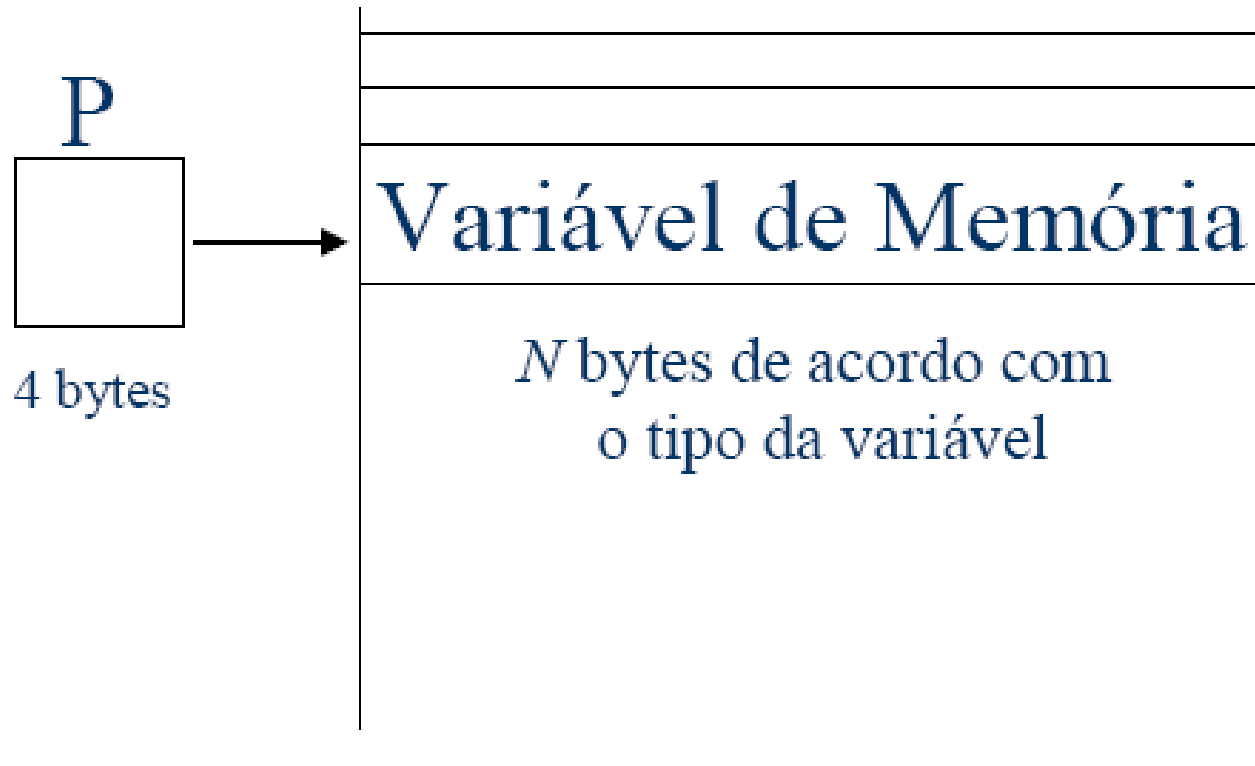 P
Variável de Memória
4 bytes
N bytes de acordo com
o tipo da variável